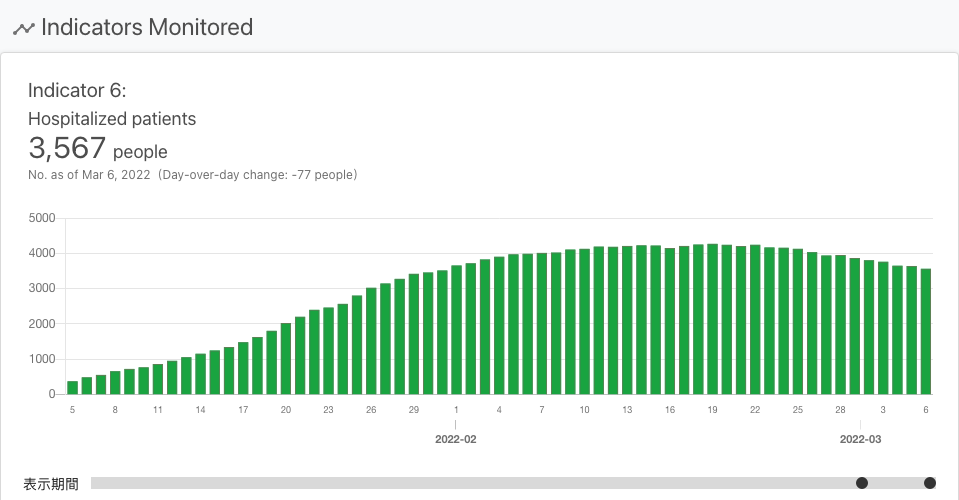 Indicators Monitored
Indicator 6:
Hospitalized patients
3,567 people
No. as of Mar 6, 2022 (Day-over-day change: -77 people)
5000
4000
3000
2000
1000
0
5 8 11 14 17 20 23 26 29 1 4 7 10 13 16 19 22 25 28 3 6
2022-02 2022-03
表示期間